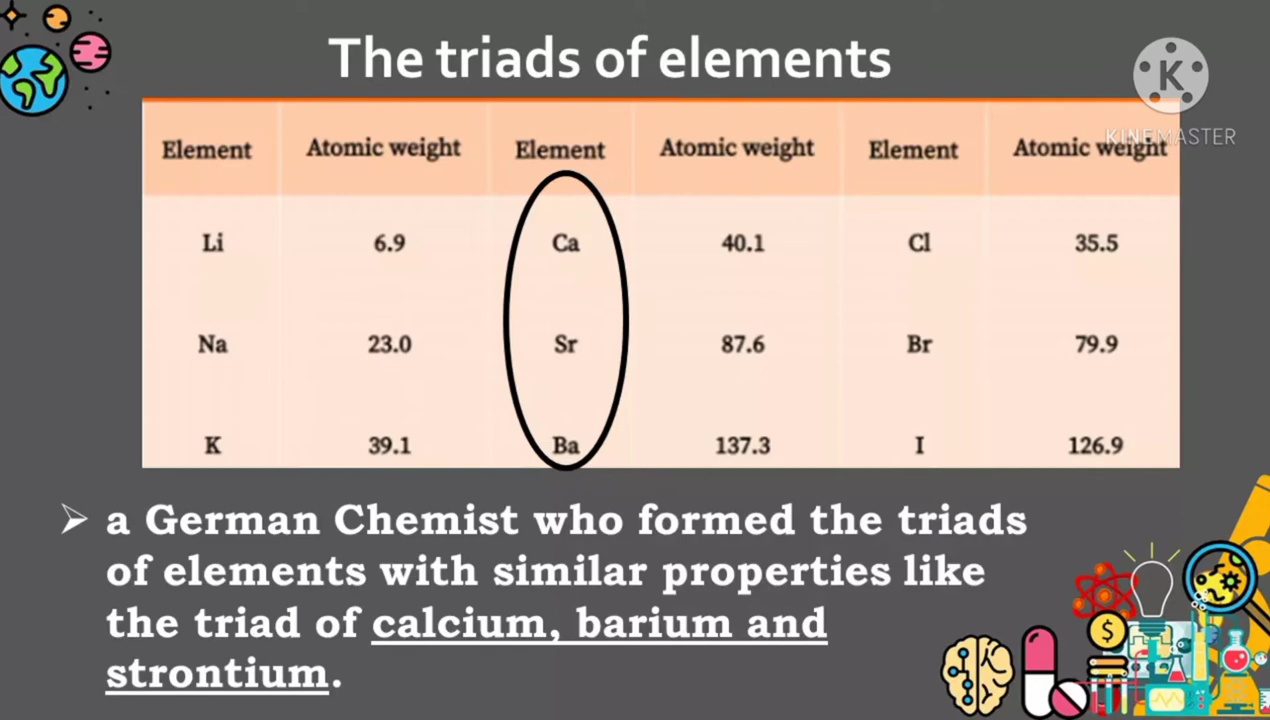 The triads of elements
K
KINEMASTER
Element Atomic weight Element Atomic weight Element Atomic weight
Li 6.9 Ca 40.1 Cl 35.5
Na 23.0 Sr 87.6 Br 79.9
K 39.1 Ba 137.3 I 126.9
a German Chemist who formed the triads
of elements with similar properties like
the triad of calcium, barium and
strontium.